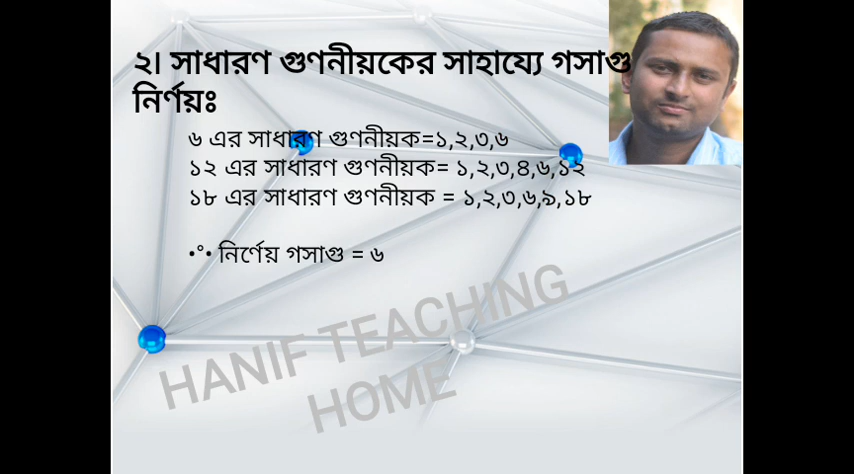 ২। সাধারণ গুণনীয়কের সাহায্যে গসাগু
নির্ণয়ঃ
৬ এর সাধারণ গুণনীয়ক=১,২,৩,৬
১২ এর সাধারণ গুণনীয়ক= ১,২,৩,৪,৬,১২
১৮ এর সাধারণ গুণনীয়ক = ১,২,৩,৬,৯,১৮
•°• নির্ণেয় গসাগু = ৬
HANIF TEACHING
HOME